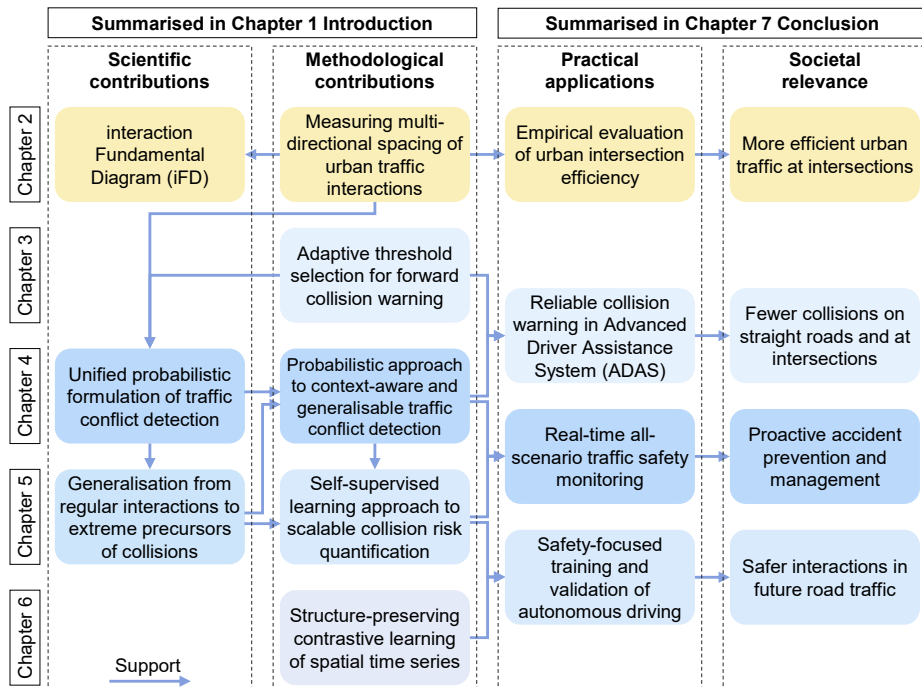 Summarised in Chapter 1 Introduction
Summarised in Chapter 7 Conclusion
Scientific
contributions
Methodological
contributions
Practical
applications
Societal
relevance
Chapter 2
interaction
Fundamental
Diagram (iFD)
Measuring multi-
directional spacing of
urban traffic
interactions
Empirical evaluation
of urban intersection
efficiency
More efficient urban
traffic at intersections
Chapter 3
Adaptive threshold
selection for forward
collision warning
Reliable collision
warning in Advanced
Driver Assistance
System (ADAS)
Fewer collisions on
straight roads and at
intersections
Chapter 4
Unified probabilistic
formulation of traffic
conflict detection
Probabilistic approach
to context-aware and
generalisable traffic
conflict detection
Real-time all-
scenario traffic safety
monitoring
Proactive accident
prevention and
management
Chapter 5
Generalisation from
regular interactions to
extreme precursors
of collisions
Self-supervised
learning approach to
scalable collision risk
quantification
Safety-focused
training and
validation of
autonomous driving
Safer interactions in
future road traffic
Chapter 6
Structure-preserving
contrastive learning
of spatial time series
Support